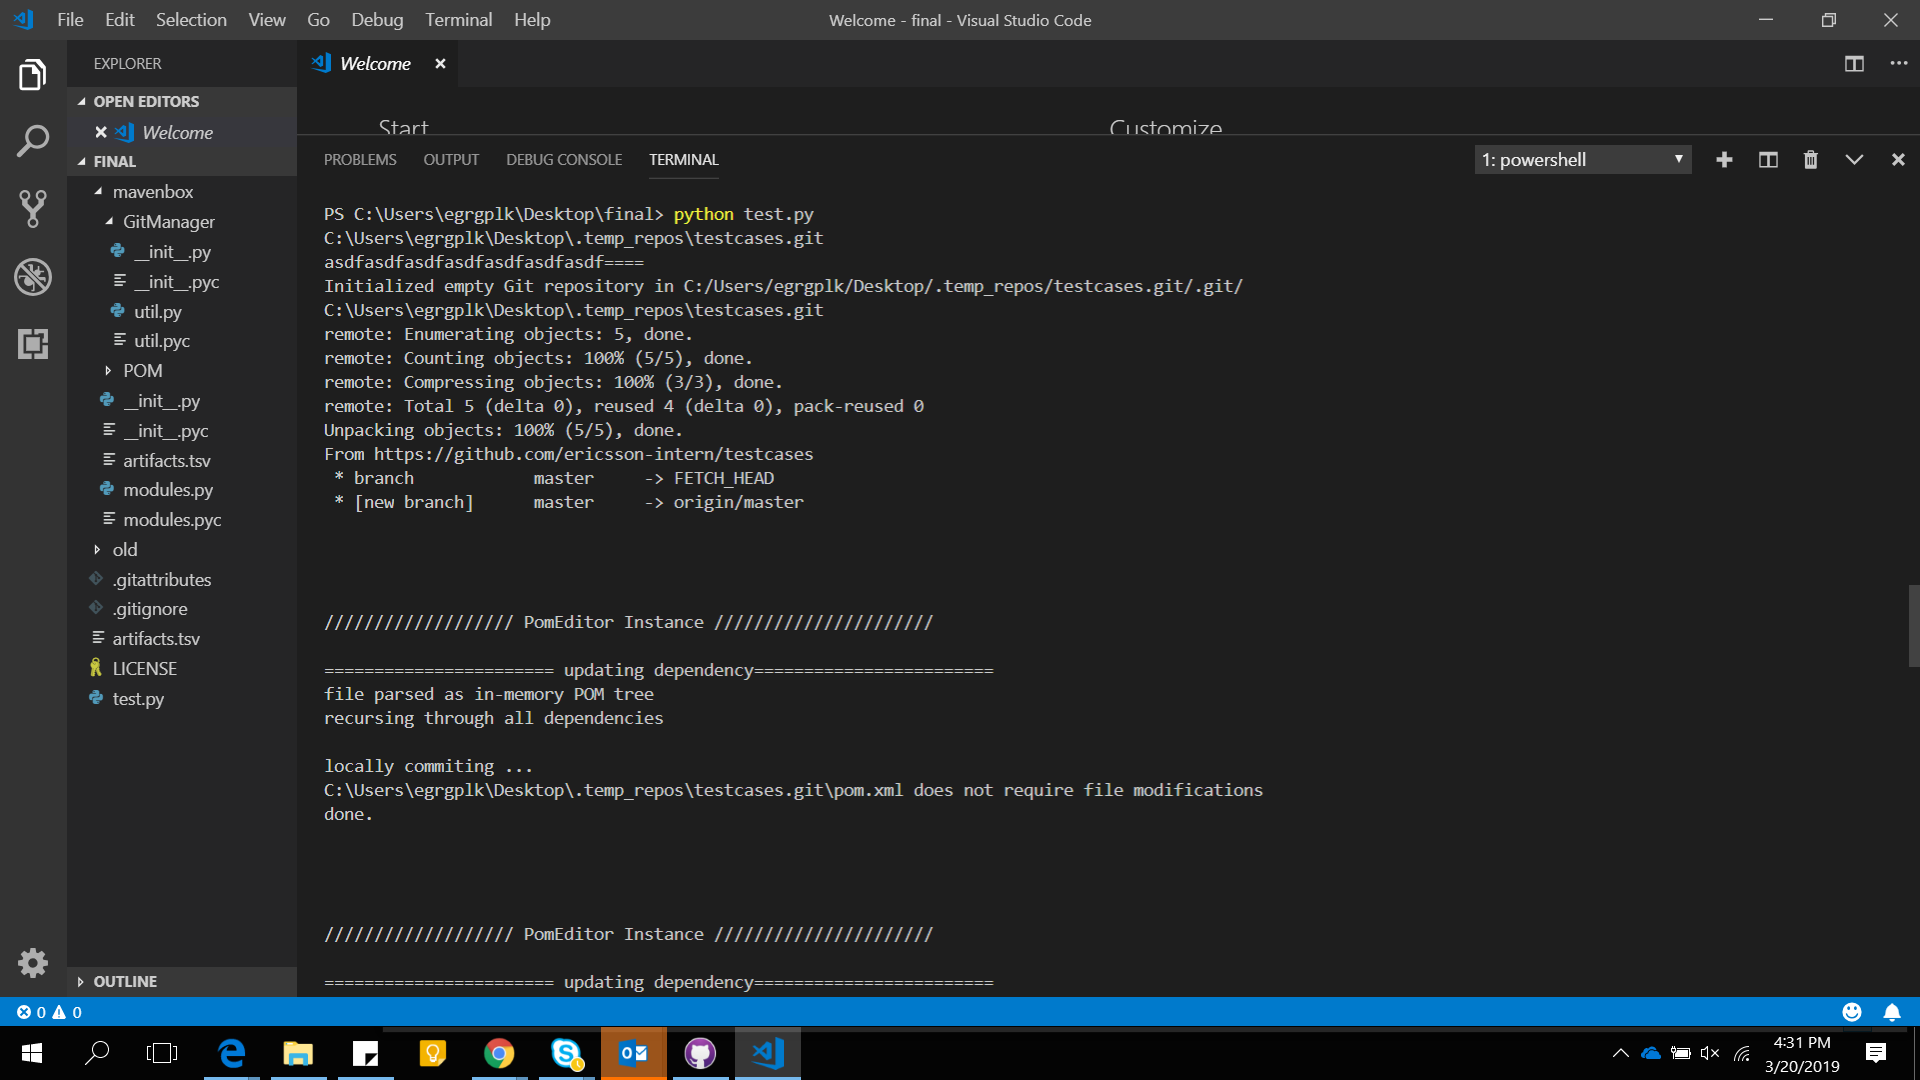 File Edit Selection View Go Debug Terminal Help
Welcome - final - Visual Studio Code
EXPLORER
OPEN EDITORS
Welcome
FINAL
mavenbox
GitManager
__init__.py
__init__.pyc
util.py
util.pyc
POM
__init__.py
__init__.pyc
artifacts.tsv
modules.py
modules.pyc
old
.gitattributes
.gitignore
artifacts.tsv
LICENSE
test.py
OUTLINE
Welcome
Start
Customize
PROBLEMS OUTPUT DEBUG CONSOLE TERMINAL
1: powershell
PS C:\Users\egrgplk\Desktop\final> python test.py
C:\Users\egrgplk\Desktop\.temp_repos\testcases.git
asdfasdfasdfasdfasdfasdfasdf====
Initialized empty Git repository in C:/Users/egrgplk/Desktop/.temp_repos/testcases.git/.git/
C:\Users\egrgplk\Desktop\.temp_repos\testcases.git
remote: Enumerating objects: 5, done.
remote: Counting objects: 100% (5/5), done.
remote: Compressing objects: 100% (3/3), done.
remote: Total 5 (delta 0), reused 4 (delta 0), pack-reused 0
Unpacking objects: 100% (5/5), done.
From https://github.com/ericsson-intern/testcases
* branch            master     -> FETCH_HEAD
* [new branch]      master     -> origin/master
/////////////////// PomEditor Instance //////////////////////
======================= updating dependency========================
file parsed as in-memory POM tree
recursing through all dependencies
locally commiting ...
C:\Users\egrgplk\Desktop\.temp_repos\testcases.git\pom.xml does not require file modifications
done.
/////////////////// PomEditor Instance //////////////////////
======================= updating dependency========================
0 0
4:31 PM
3/20/2019